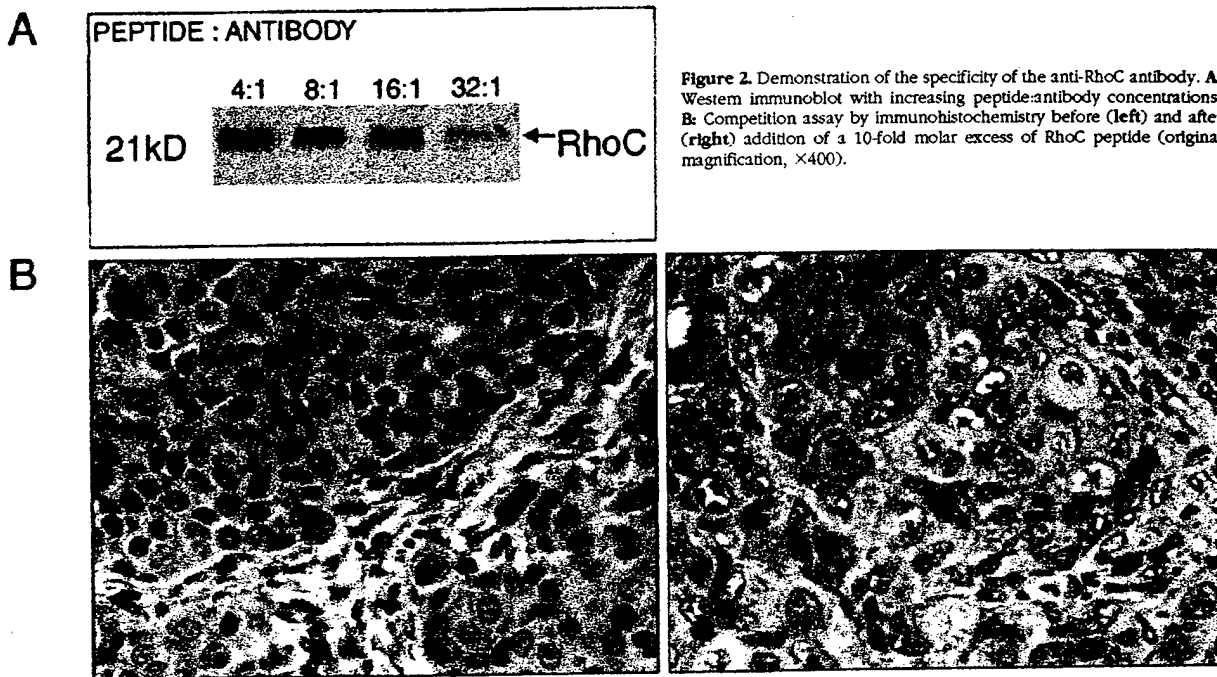 A
PEPTIDE : ANTIBODY
4:1 8:1 16:1 32:1
21kD
RhoC
Figure 2. Demonstration of the specificity of the anti-RhoC antibody. A
Western immunoblot with increasing peptide:antibody concentrations
B: Competition assay by immunohistochemistry before (left) and afte
(right) addition of a 10-fold molar excess of RhoC peptide (origina
magnification, ×400).
B